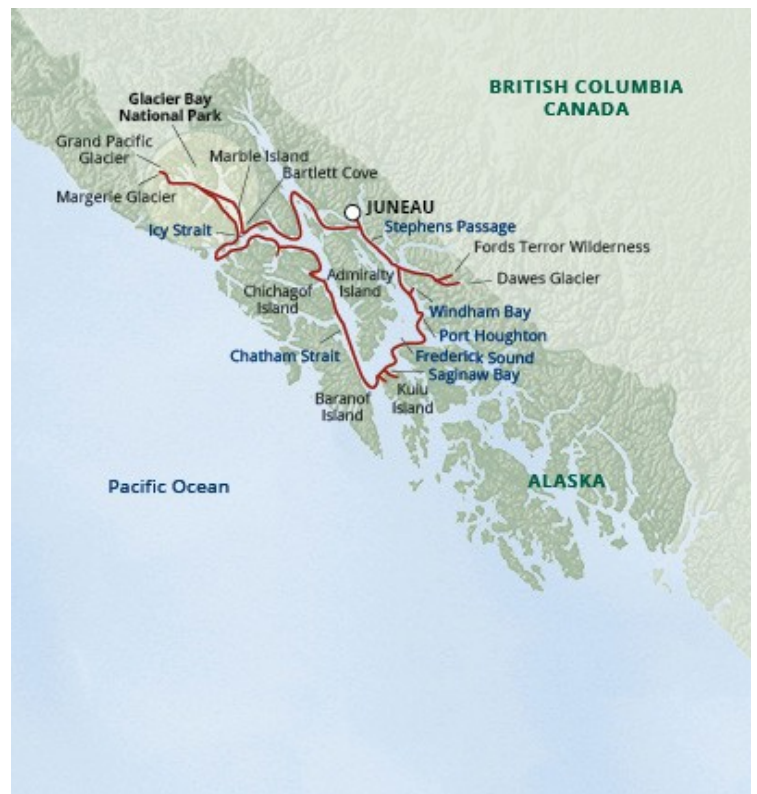 BRITISH COLUMBIA
CANADA
Glacier Bay
National Park
Grand Pacific
Glacier
Marble Island
Bartlett Cove
Margerie Glacier
JUNEAU
Icy Strait
Stephens Passage
Fords Terror Wilderness
Admiralty
Island
Dawes Glacier
Chichagof
Island
Windham Bay
Port Houghton
Chatham Strait
Frederick Sound
Saginaw Bay
Baranof
Island
Kuiu
Island
ALASKA
Pacific Ocean